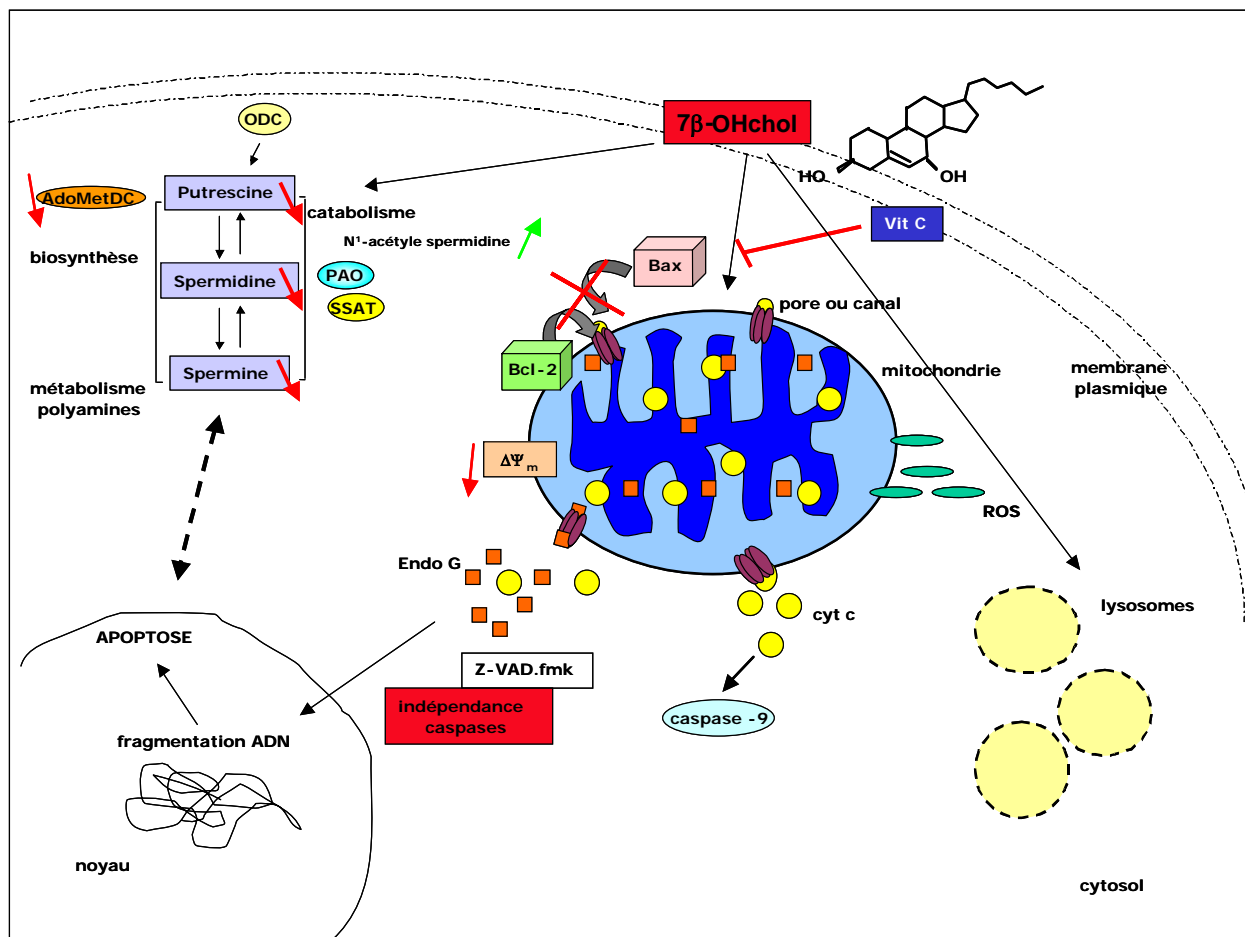 ODC
7β-OHchol
HO
OH
AdoMetDC
Putrescine
catabolisme
Vit C
N¹-acétyle spermidine
biosynthèse
Bax
PAO
Spermidine
SSAT
pore ou canal
Bcl-2
mitochondrie
membrane
plasmique
Spermine
métabolisme
polyamines
ΔΨm
ROS
Endo G
lysosomes
cyt c
APOPTOSE
Z-VAD.fmk
indépendance
caspases
caspase -9
fragmentation ADN
noyau
cytosol